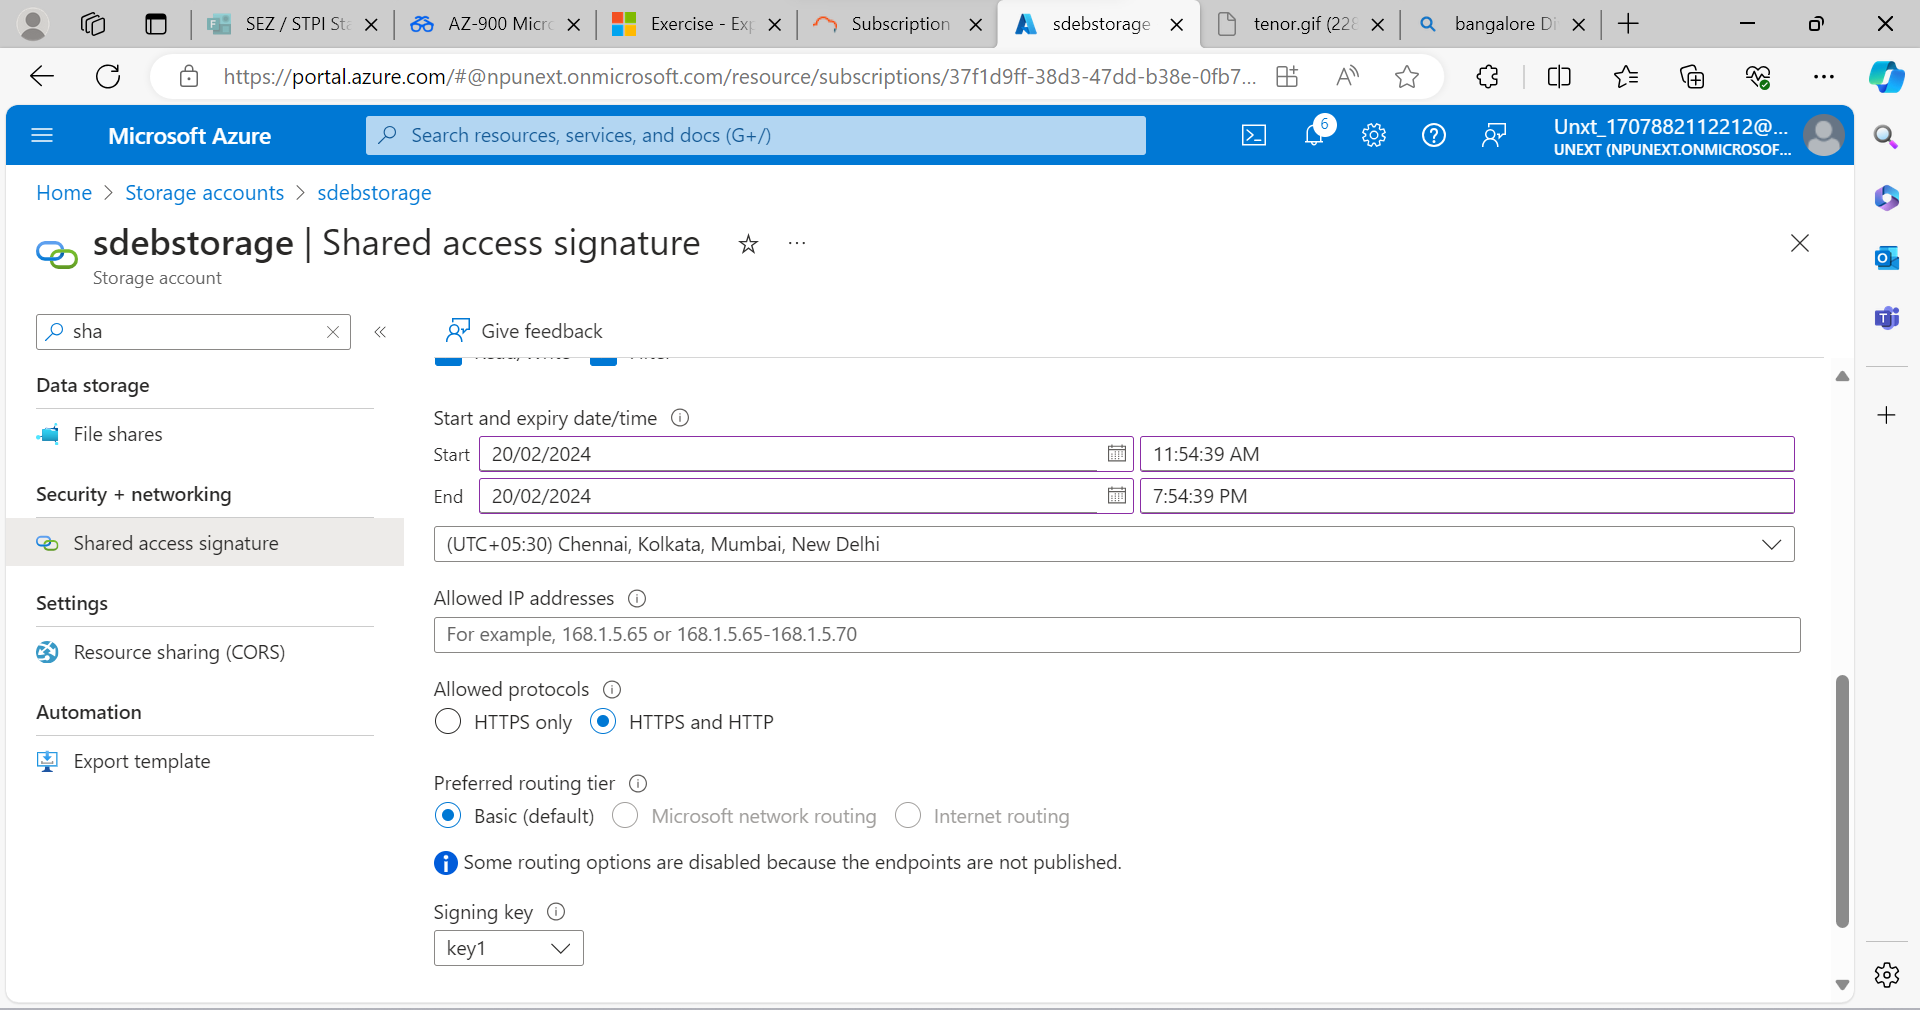 SEZ / STPI Sta
AZ-900 Micro
Exercise - Exp
Subscription
sdebstorage
tenor.gif (228
bangalore Di
https://portal.azure.com/#@npunext.onmicrosoft.com/resource/subscriptions/37f1d9ff-38d3-47dd-b38e-0fb7...
Microsoft Azure
Search resources, services, and docs (G+/)
6
Unxt_1707882112212@...
UNEXT (NPUNEXT.ONMICROSOF...
Home > Storage accounts > sdebstorage
sdebstorage | Shared access signature
Storage account
sha
Give feedback
Data storage
File shares
Security + networking
Shared access signature
Settings
Resource sharing (CORS)
Automation
Export template
Start and expiry date/time
Start 20/02/2024 11:54:39 AM
End 20/02/2024 7:54:39 PM
(UTC+05:30) Chennai, Kolkata, Mumbai, New Delhi
Allowed IP addresses
For example, 168.1.5.65 or 168.1.5.65-168.1.5.70
Allowed protocols
HTTPS only HTTPS and HTTP
Preferred routing tier
Basic (default) Microsoft network routing Internet routing
Some routing options are disabled because the endpoints are not published.
Signing key
key1